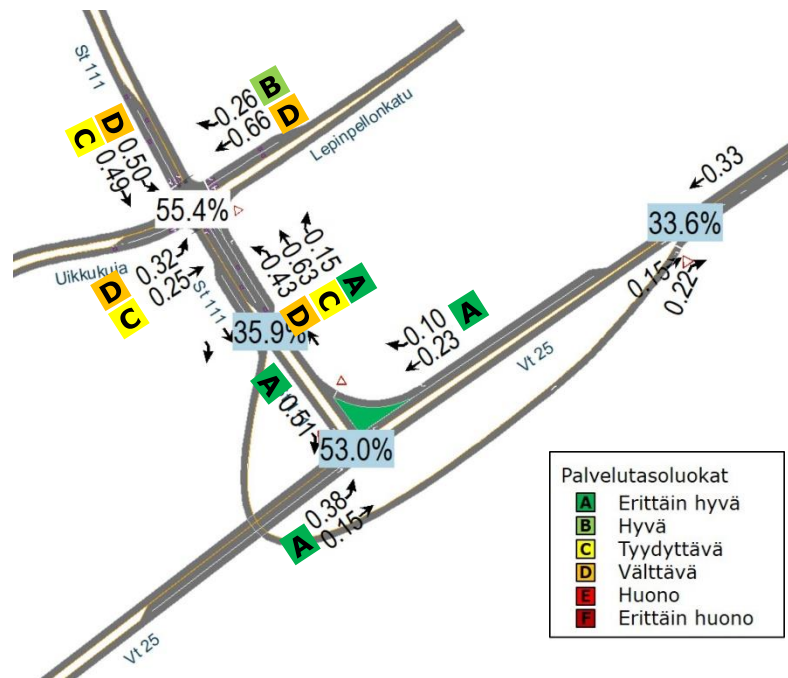 St 111
B
0.26
D
0.66
Lepinpellonkatu
D
C
0.50
0.49
55.4%
0.33
33.6%
0.15
0.22
Uikkukuja
0.32
0.25
D
C
St 111
0.15
0.63
0.43
A
C
D
35.9%
A
0.10
0.23
Vt 25
A
0.51
53.0%
0.38
0.15
A
Vt 25
Palvelutasoluokat
A Erittäin hyvä
B Hyvä
C Tyydyttävä
D Välttävä
E Huono
F Erittäin huono